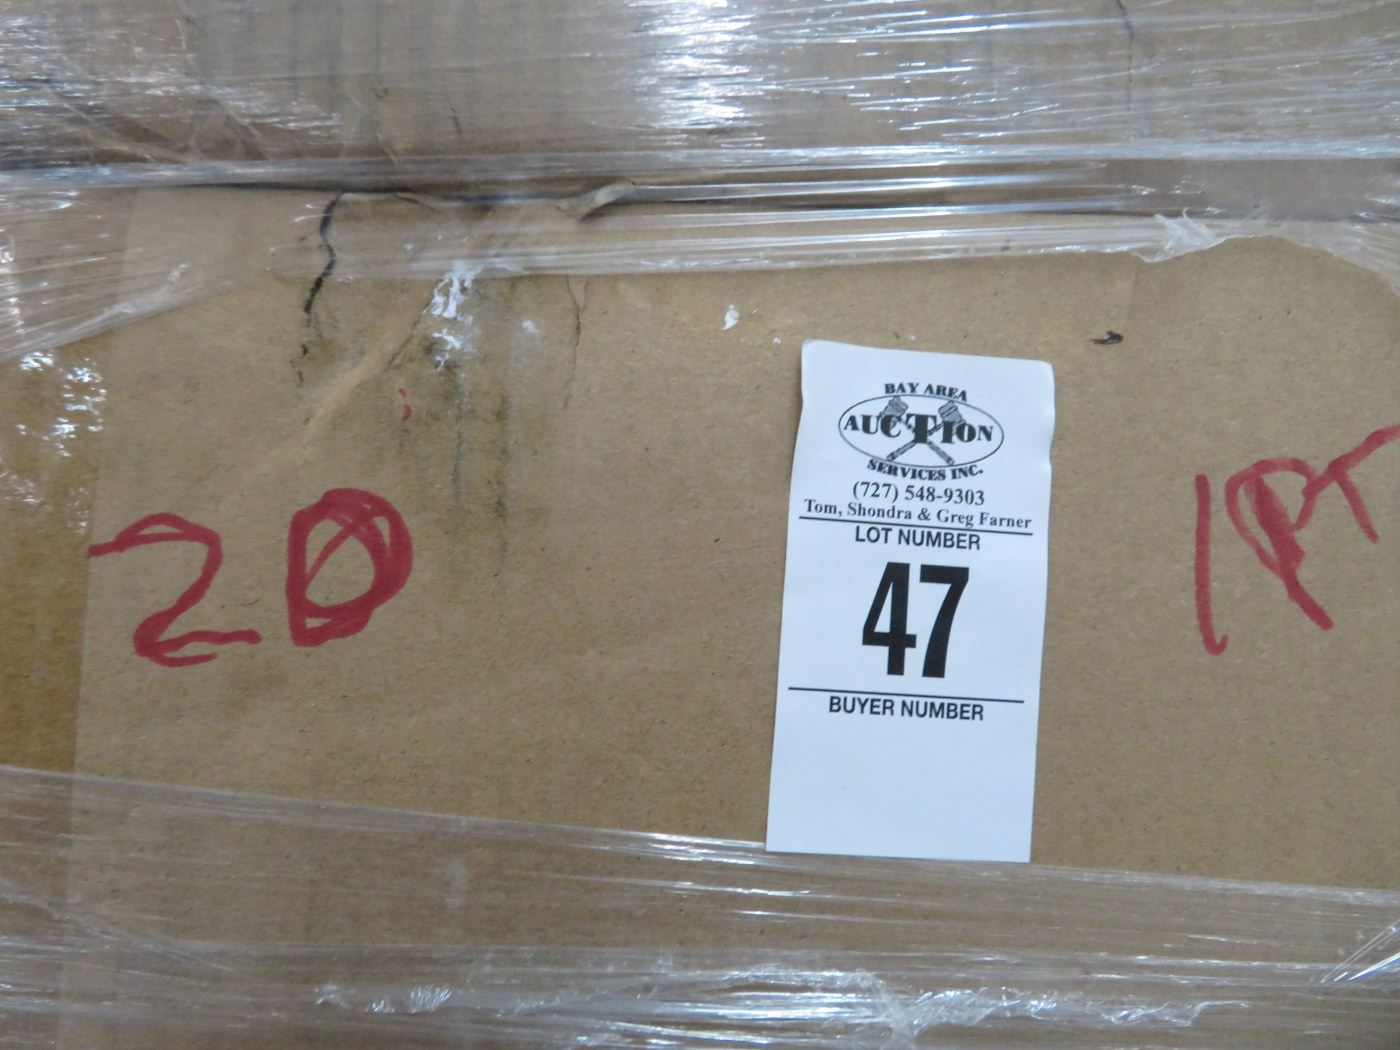 20
BAY AREA
AUCTION
SERVICES INC.
(727) 548-9303
Tom, Shondra & Greg Farner
LOT NUMBER
47
BUYER NUMBER